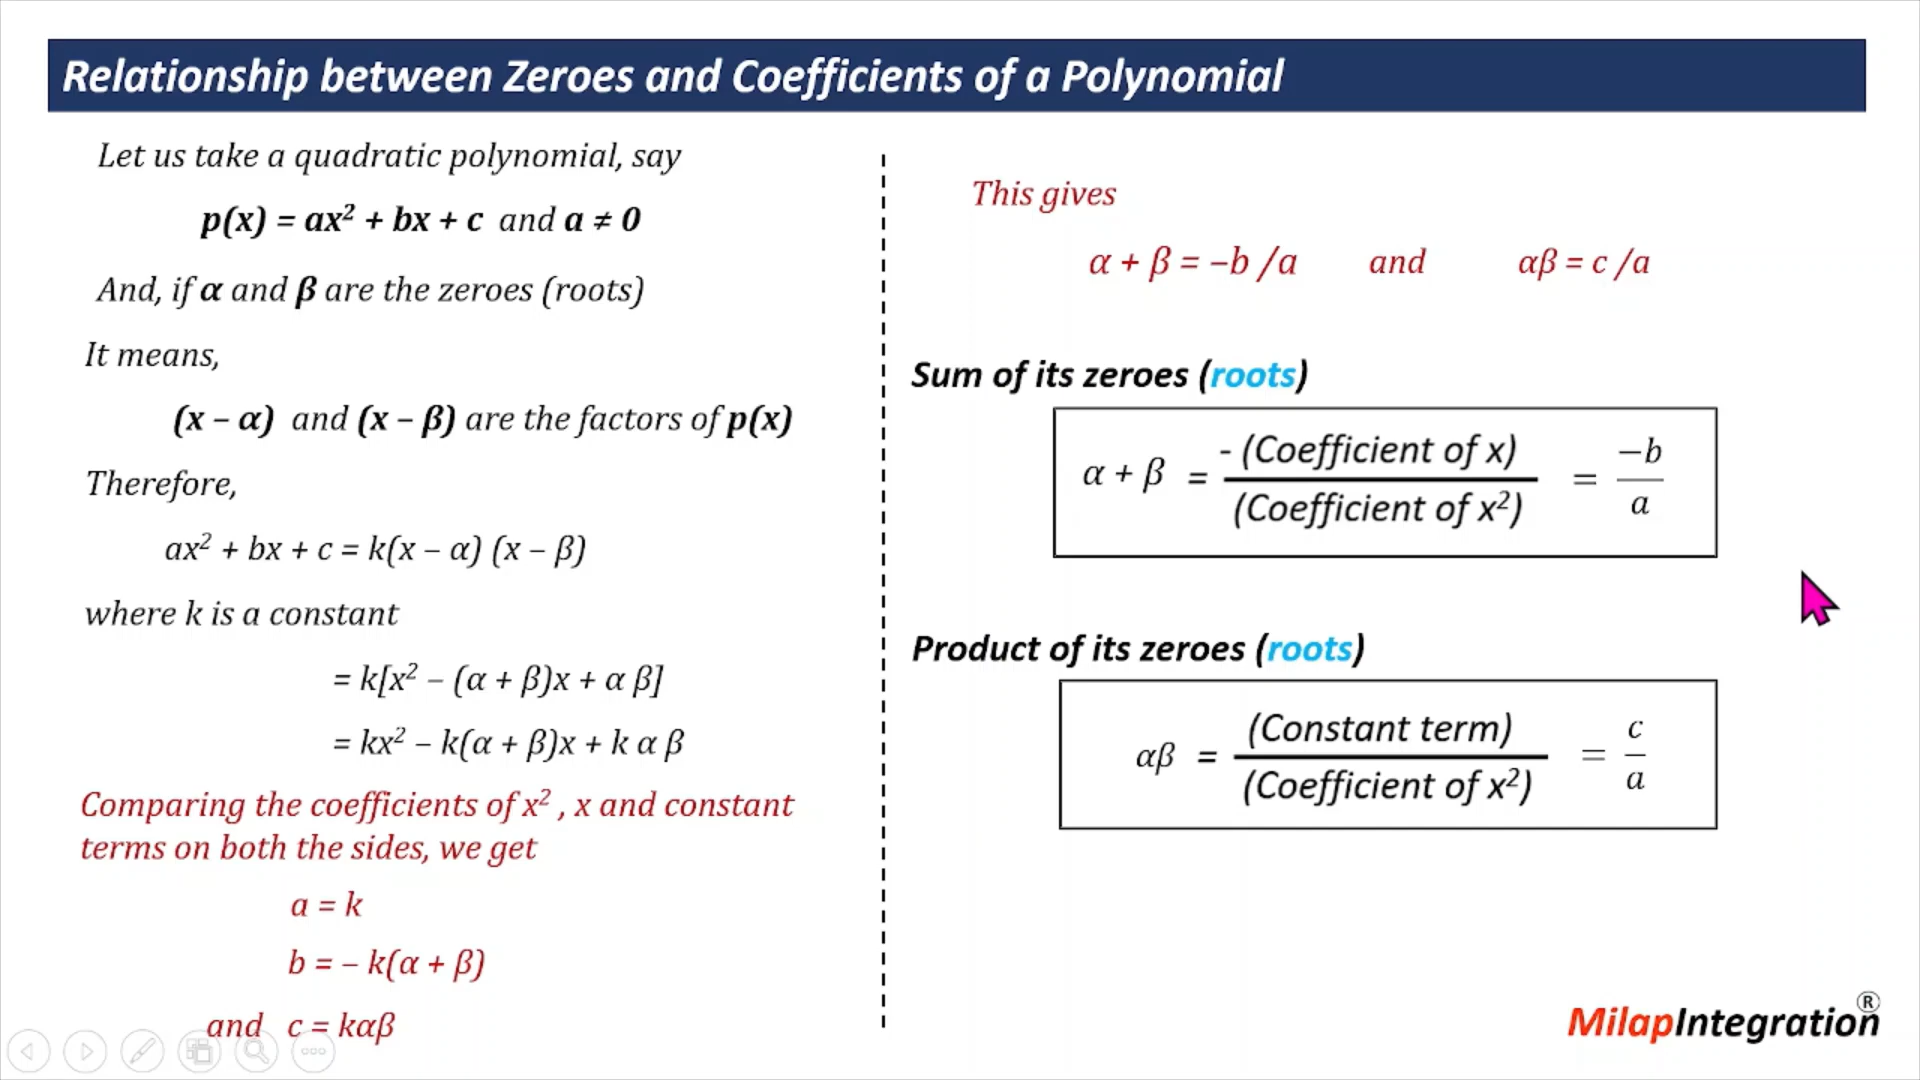 Relationship between Zeroes and Coefficients of a Polynomial
Let us take a quadratic polynomial, say
p(x) = ax² + bx + c and a ≠ 0
And, if α and β are the zeroes (roots)
It means,
(x – α) and (x – β) are the factors of p(x)
Therefore,
ax² + bx + c = k(x – α) (x – β)
where k is a constant
= k[x² – (α + β)x + α β]
= kx² – k(α + β)x + k α β
Comparing the coefficients of x² , x and constant
terms on both the sides, we get
a = k
b = – k(α + β)
and c = kαβ
This gives
α + β = –b /a and αβ = c /a
Sum of its zeroes (roots)
α + β = - (Coefficient of x) / (Coefficient of x²) = −b / a
Product of its zeroes (roots)
αβ = (Constant term) / (Coefficient of x²) = c / a
MilapIntegration®